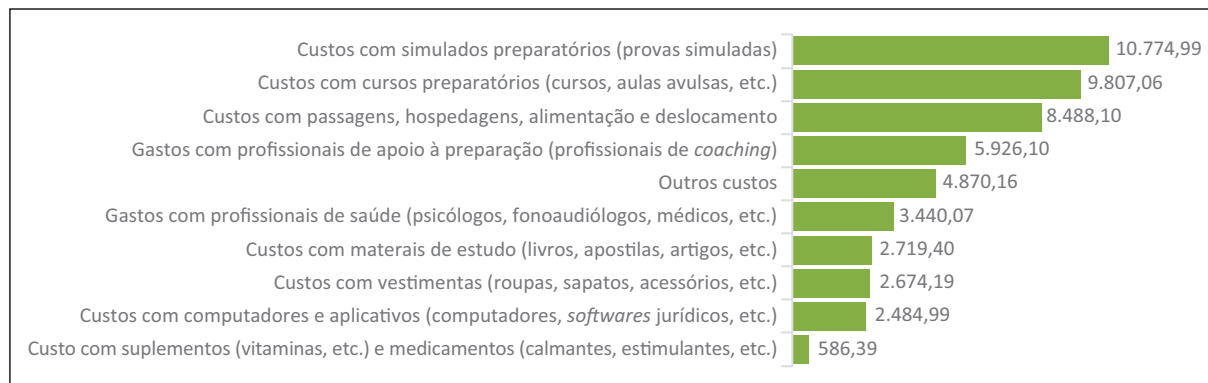 Custos com simulados preparatórios (provas simuladas) 10.774,99
Custos com cursos preparatórios (cursos, aulas avulsas, etc.) 9.807,06
Custos com passagens, hospedagens, alimentação e deslocamento 8.488,10
Gastos com profissionais de apoio à preparação (profissionais de coaching) 5.926,10
Outros custos 4.870,16
Gastos com profissionais de saúde (psicólogos, fonoaudiólogos, médicos, etc.) 3.440,07
Custos com materais de estudo (livros, apostilas, artigos, etc.) 2.719,40
Custos com vestimentas (roupas, sapatos, acessórios, etc.) 2.674,19
Custos com computadores e aplicativos (computadores, softwares jurídicos, etc.) 2.484,99
Custo com suplementos (vitaminas, etc.) e medicamentos (calmantes, estimulantes, etc.) 586,39